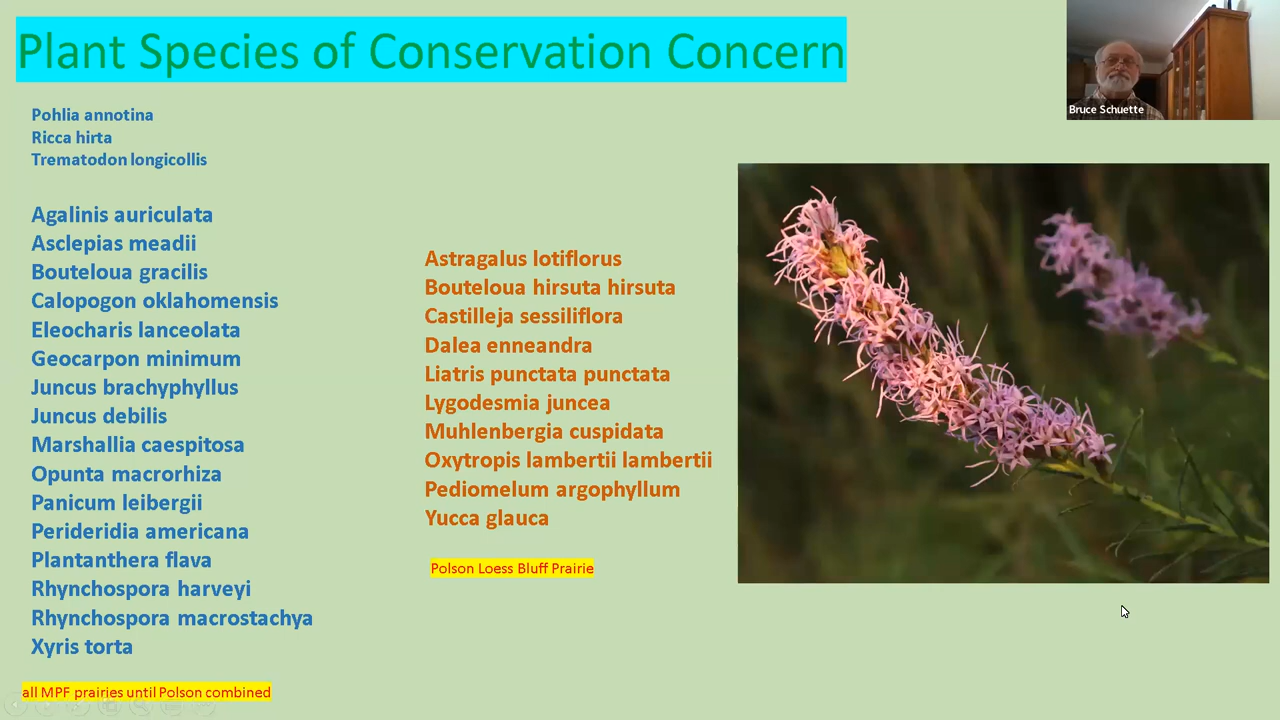 Plant Species of Conservation Concern
Bruce Schuette
Pohlia annotina
Ricca hirta
Trematodon longicollis
Agalinis auriculata
Asclepias meadii
Bouteloua gracilis
Calopogon oklahomensis
Eleocharis lanceolata
Geocarpon minimum
Juncus brachyphyllus
Juncus debilis
Marshallia caespitosa
Opunta macrorhiza
Panicum leibergii
Perideridia americana
Plantanthera flava
Rhynchospora harveyi
Rhynchospora macrostachya
Xyris torta
all MPF prairies until Polson combined
Astragalus lotiflorus
Bouteloua hirsuta hirsuta
Castilleja sessiliflora
Dalea enneandra
Liatris punctata punctata
Lygodesmia juncea
Muhlenbergia cuspidata
Oxytropis lambertii lambertii
Pediomelum argophyllum
Yucca glauca
Polson Loess Bluff Prairie